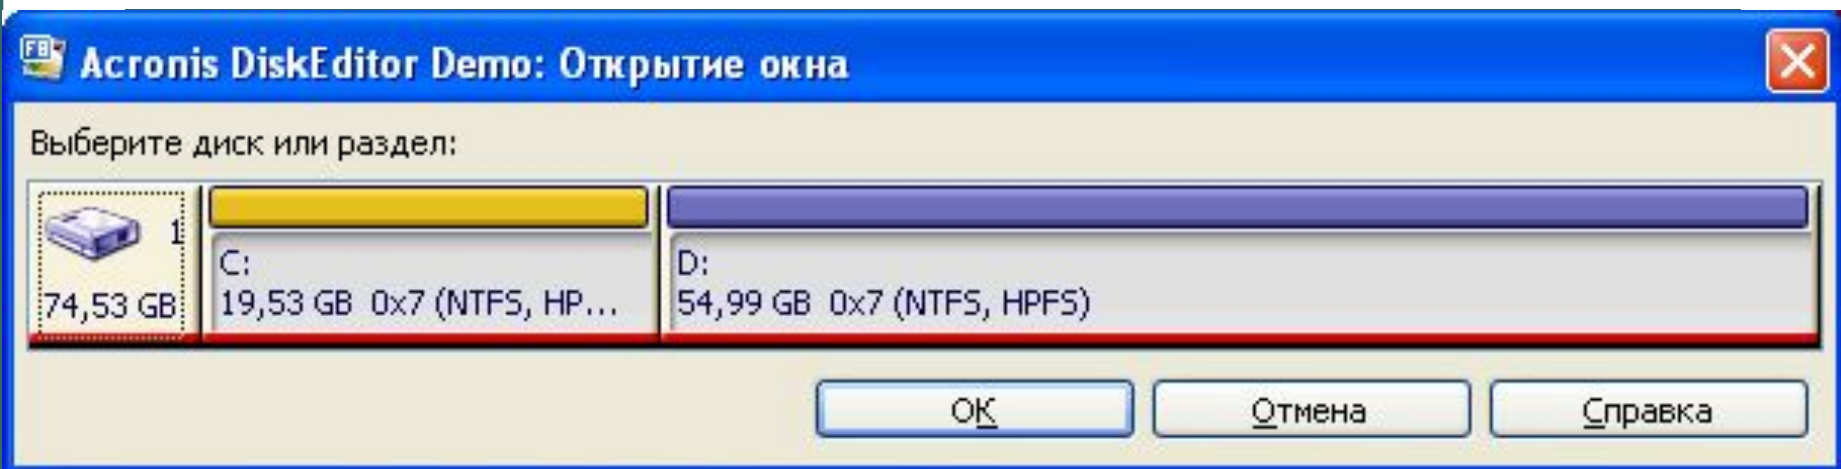 Acronis DiskEditor Demo: Открытие окна
Выберите диск или раздел:
1
74,53 GB
C:
19,53 GB 0x7 (NTFS, HP...
D:
54,99 GB 0x7 (NTFS, HPFS)
OK
Отмена
Справка